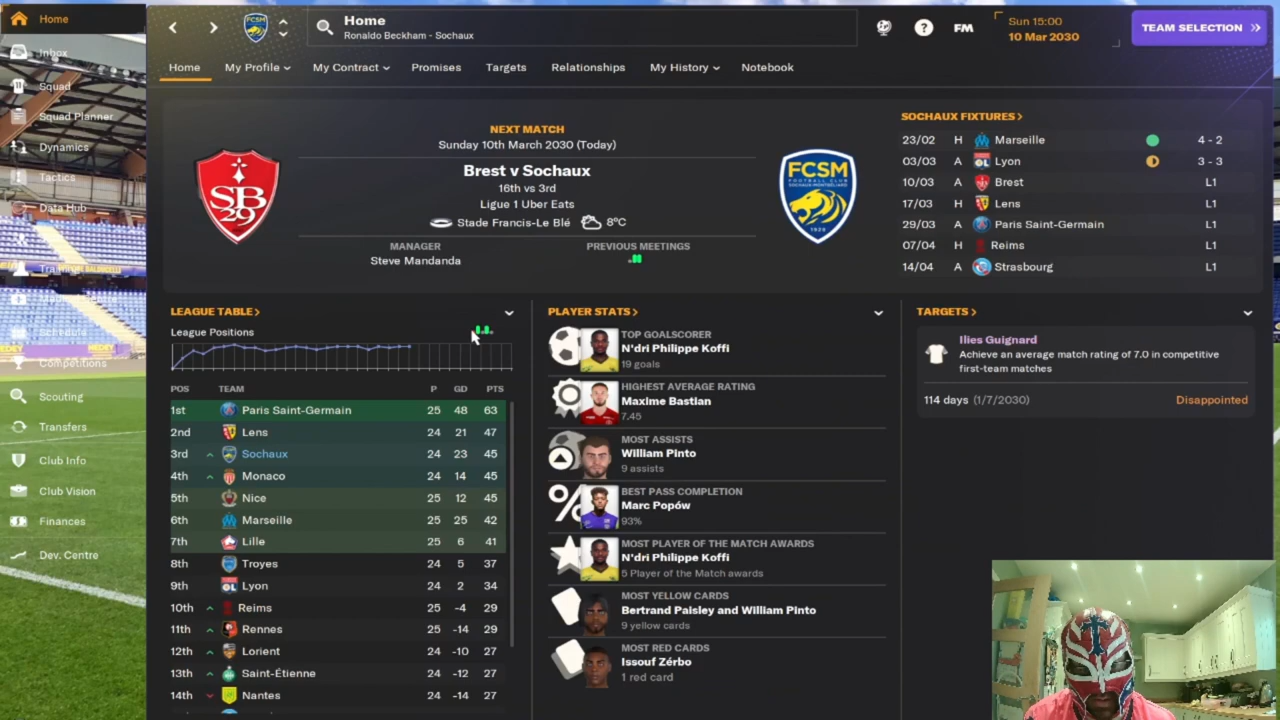 Home
Inbox
Squad
Squad Planner
Dynamics
Tactics
Data Hub
Schedule
Competitions
Scouting
Transfers
Club Info
Club Vision
Finances
Dev. Centre
FCSM
Home
Ronaldo Beckham - Sochaux
?
FM
Sun 15:00
10 Mar 2030
TEAM SELECTION
Home My Profile My Contract Promises Targets Relationships My History Notebook
NEXT MATCH
Sunday 10th March 2030 (Today)
Brest v Sochaux
16th vs 3rd
Ligue 1 Uber Eats
Stade Francis-Le Blé 8°C
MANAGER
Steve Mandanda
PREVIOUS MEETINGS
SB
29
FCSM
FOOTBALL CLUB
SOCHAUX-MONTBÉLIARD
1928
SOCHAUX FIXTURES
23/02 H Marseille 4 - 2
03/03 A Lyon 3 - 3
10/03 A Brest L1
17/03 H Lens L1
29/03 A Paris Saint-Germain L1
07/04 H Reims L1
14/04 A Strasbourg L1
LEAGUE TABLE
League Positions
POS TEAM P GD PTS
1st Paris Saint-Germain 25 48 63
2nd Lens 24 21 47
3rd Sochaux 24 23 45
4th Monaco 24 14 45
5th Nice 25 12 45
6th Marseille 25 25 42
7th Lille 25 6 41
8th Troyes 24 5 37
9th Lyon 24 2 34
10th Reims 25 -4 29
11th Rennes 25 -14 29
12th Lorient 24 -10 27
13th Saint-Étienne 24 -12 27
14th Nantes 24 -14 27
PLAYER STATS
TOP GOALSCORER
N'dri Philippe Koffi
19 goals
HIGHEST AVERAGE RATING
Maxime Bastian
7.45
MOST ASSISTS
William Pinto
9 assists
BEST PASS COMPLETION
Marc Popów
93%
MOST PLAYER OF THE MATCH AWARDS
N'dri Philippe Koffi
5 Player of the Match awards
MOST YELLOW CARDS
Bertrand Paisley and William Pinto
9 yellow cards
MOST RED CARDS
Issouf Zérbo
1 red card
TARGETS
Ilies Guignard
Achieve an average match rating of 7.0 in competitive
first-team matches
114 days (1/7/2030) Disappointed